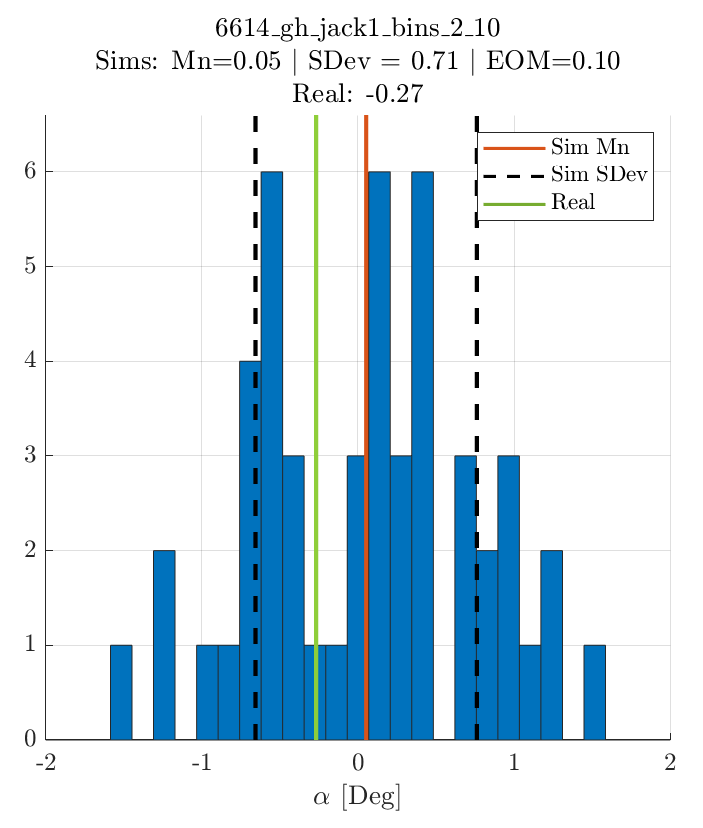 6614_gh_jack1_bins_2_10
Sims: Mn=0.05 | SDev = 0.71 | EOM=0.10
Real: -0.27
Sim Mn
Sim SDev
Real
6
5
4
3
2
1
0
-2 -1 0 1 2
α [Deg]